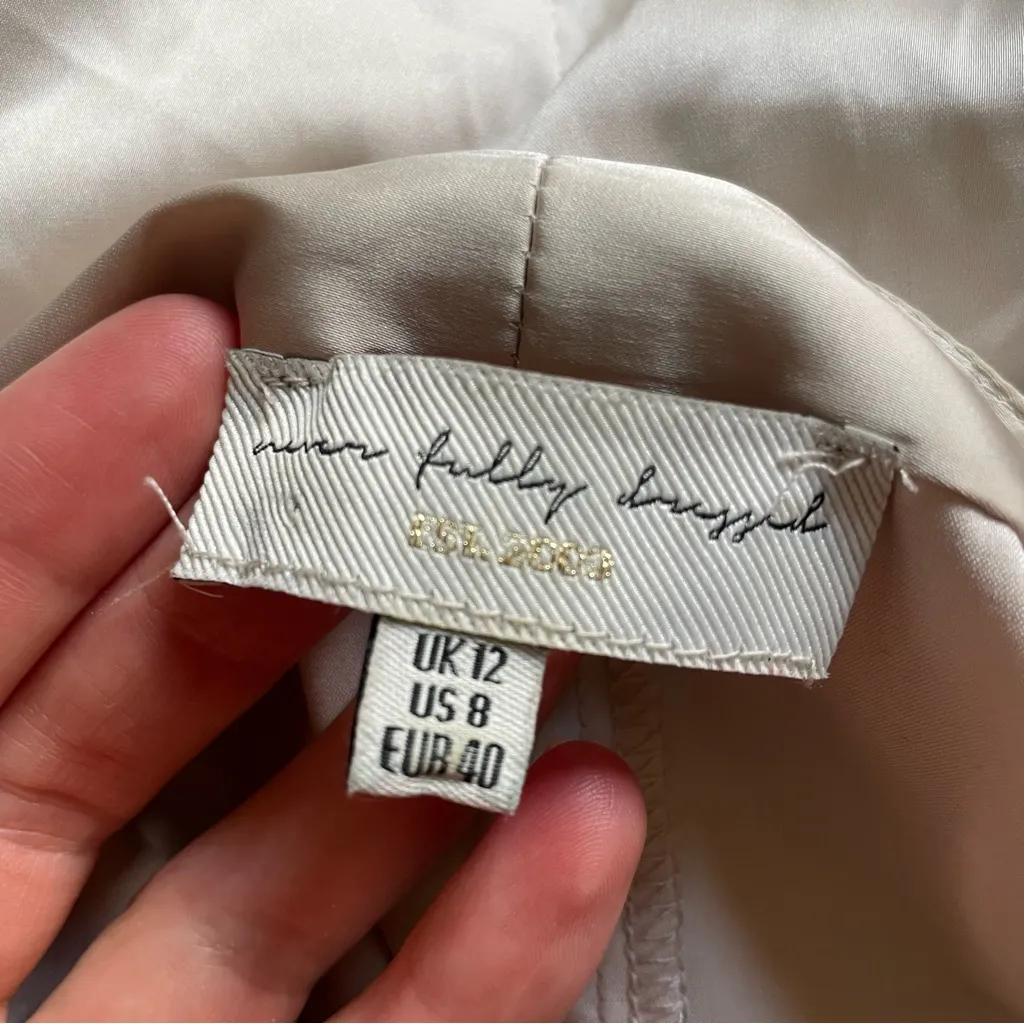 never fully dressed
EST. 2009
UK 12
US 8
EUR 40